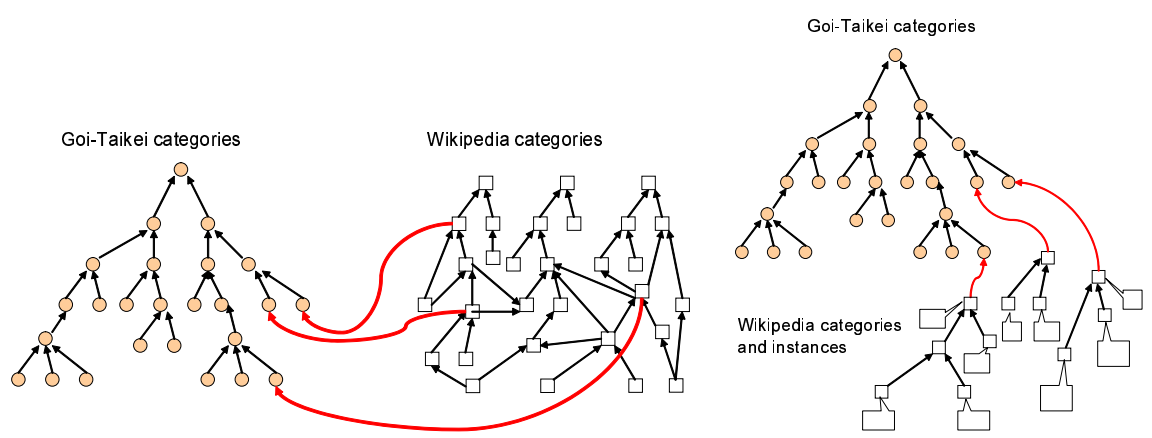 Goi-Taikei categories
Wikipedia categories
Goi-Taikei categories
Wikipedia categories
and instances